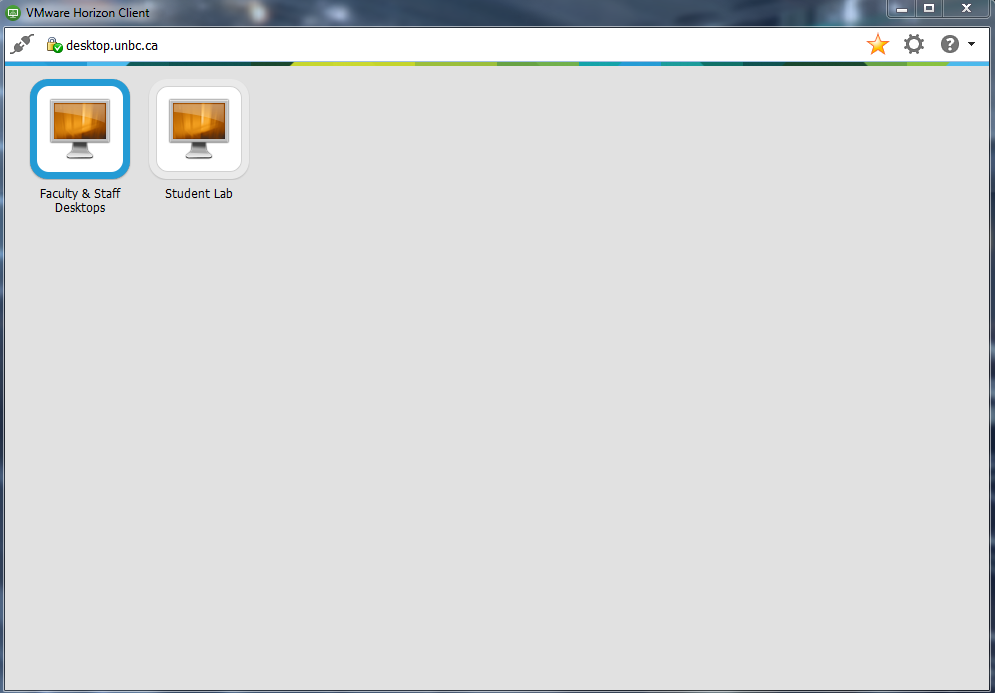 VMware Horizon Client
desktop.unbc.ca
Faculty & Staff
Desktops
Student Lab